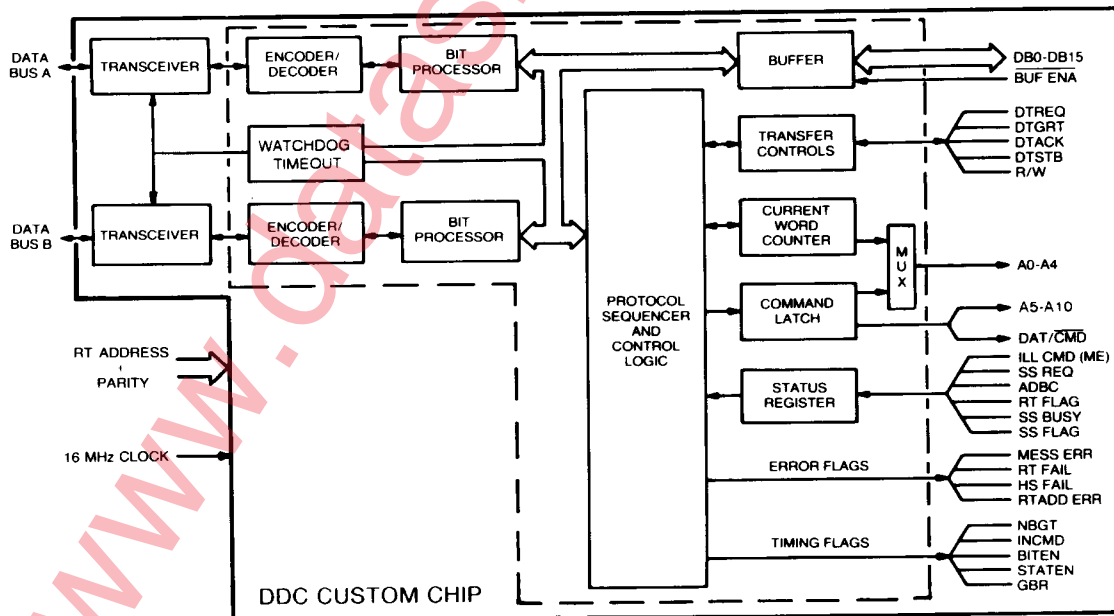 DATA
BUS A
TRANSCEIVER
ENCODER/
DECODER
BIT
PROCESSOR
BUFFER
DB0-DB15
BUF ENA
WATCHDOG
TIMEOUT
TRANSFER
CONTROLS
DTREQ
DTGRT
DTACK
DTSTB
R/W
DATA
BUS B
TRANSCEIVER
ENCODER/
DECODER
BIT
PROCESSOR
CURRENT
WORD
COUNTER
MUX
A0-A4
PROTOCOL
SEQUENCER
AND
CONTROL
LOGIC
COMMAND
LATCH
A5-A10
DAT/CMD
RT ADDRESS
+
PARITY
STATUS
REGISTER
ILL CMD (ME)
SS REQ
ADBC
RT FLAG
SS BUSY
SS FLAG
16 MHz CLOCK
ERROR FLAGS
MESS ERR
RT FAIL
HS FAIL
RTADD ERR
TIMING FLAGS
NBGT
INCMD
BITEN
STATEN
GBR
DDC CUSTOM CHIP
www.datas